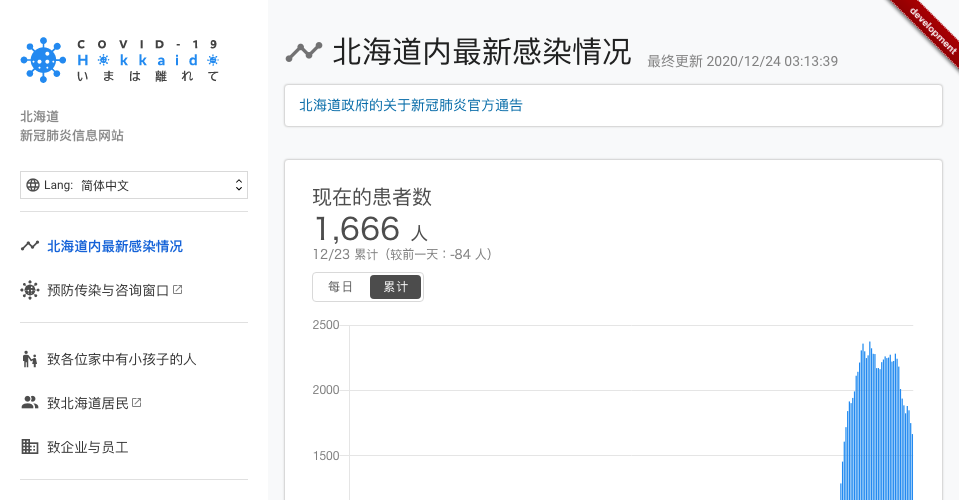 COVID-19
Hokkaido
いまは離れて
北海道
新冠肺炎信息网站
Lang: 简体中文
北海道内最新感染情况
预防传染与咨询窗口
致各位家中有小孩子的人
致北海道居民
致企业与员工
development
北海道内最新感染情况 最终更新 2020/12/24 03:13:39
北海道政府的关于新冠肺炎官方通告
现在的患者数
1,666 人
12/23 累计（较前一天：-84 人）
每日 累计
2500
2000
1500